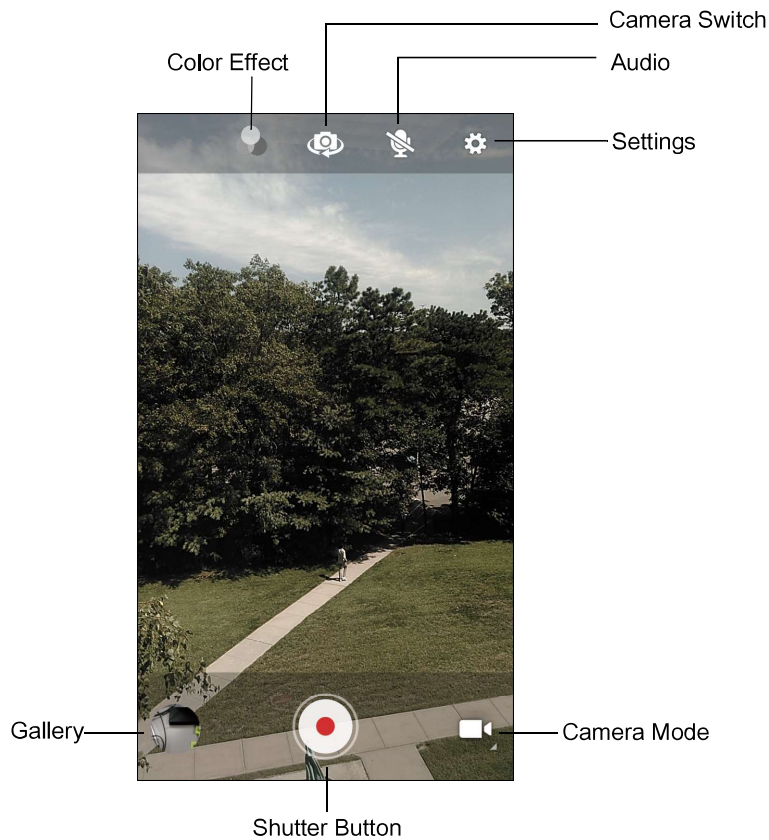 Camera Switch
Color Effect
Audio
Settings
Gallery
Camera Mode
Shutter Button